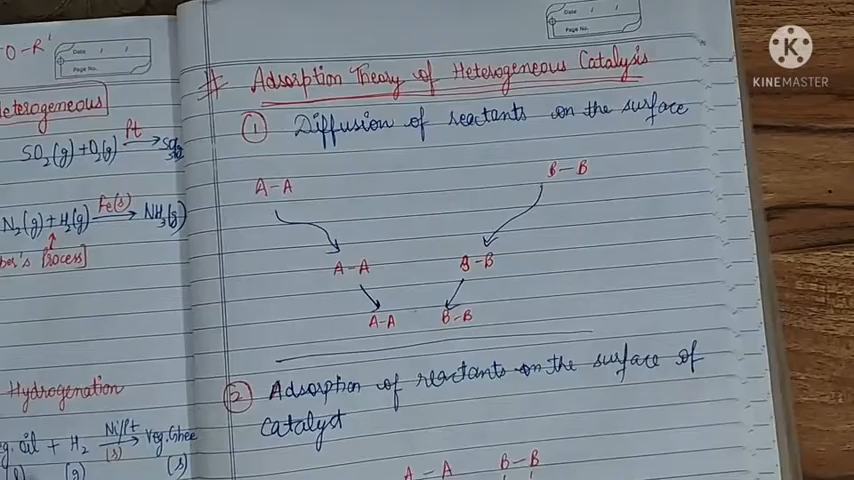 -O-R'
Date / /
Page No.
Heterogeneous
SO₂(g) + O₂(g) Pt → SO₃
N₂(g) + H₂(g) Fe(s) → NH₃(g)
Process]
Hydrogenation
g. oil + H₂ Ni/Pt (s) → veg. Ghee
(l) (g) (s)
Date / /
Page No.
# Adsorption Theory of Heterogeneous Catalysis
① Diffusion of reactants on the surface
A-A B-B
A-A B-B
A-A B-B
② Adsorption of reactants on the surface of
catalyst
A-A B-B
K
KINEMASTER